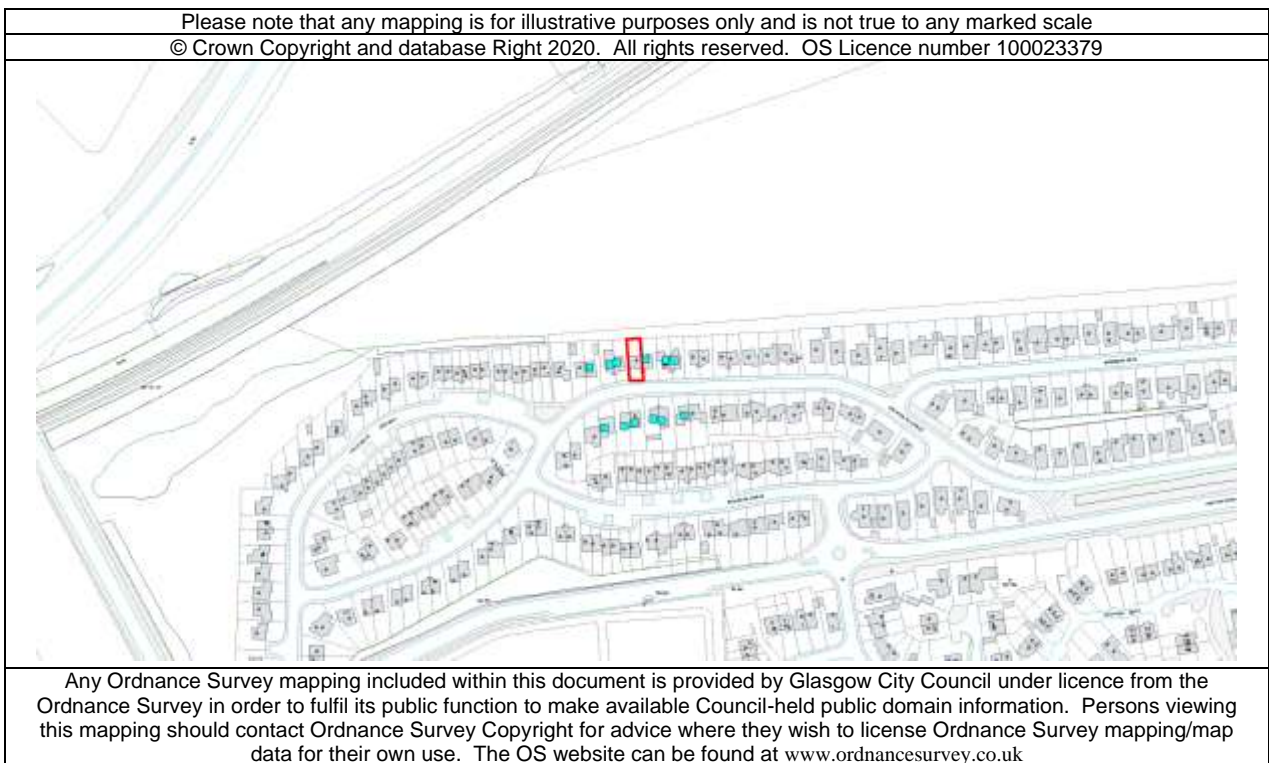 Please note that any mapping is for illustrative purposes only and is not true to any marked scale
© Crown Copyright and database Right 2020. All rights reserved. OS Licence number 100023379
Any Ordnance Survey mapping included within this document is provided by Glasgow City Council under licence from the
Ordnance Survey in order to fulfil its public function to make available Council-held public domain information. Persons viewing
this mapping should contact Ordnance Survey Copyright for advice where they wish to license Ordnance Survey mapping/map
data for their own use. The OS website can be found at www.ordnancesurvey.co.uk